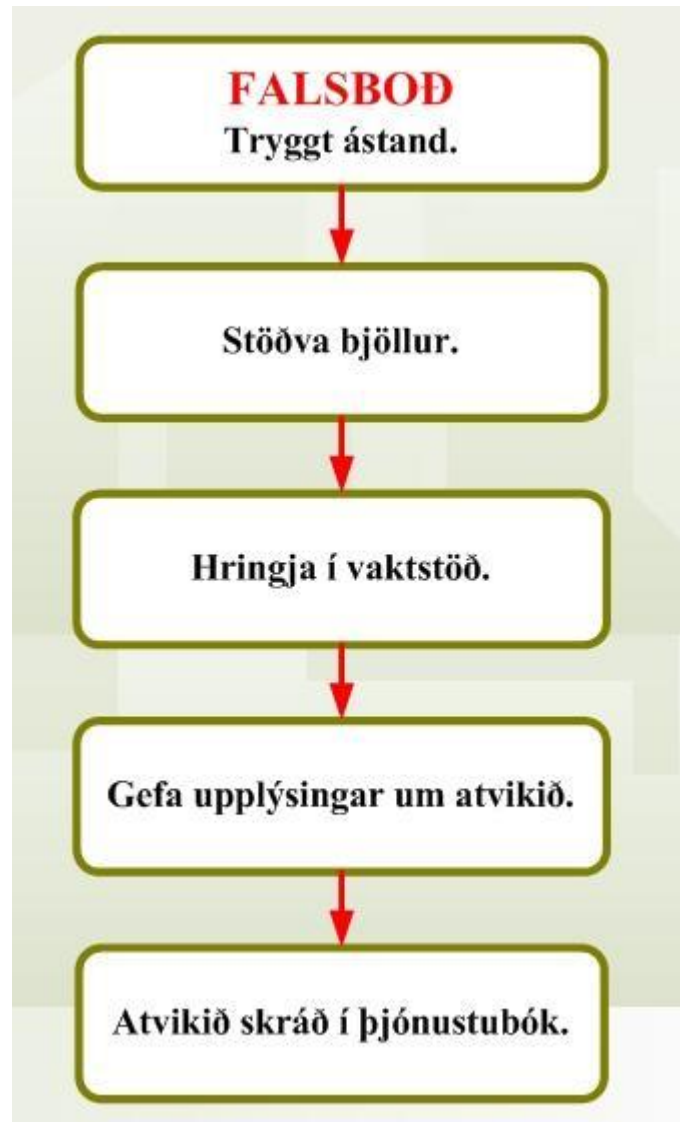 FALSBOÐ
Tryggt ástand.
Stöðva bjöllur.
Hringja í vaktstöð.
Gefa upplýsingar um atvikið.
Atvikið skráð í þjónustubók.